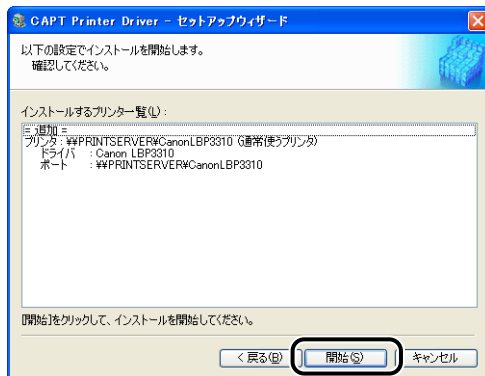 CAPT Printer Driver - セットアップウィザード
以下の設定でインストールを開始します。
確認してください。
インストールするプリンター覧(L):
= 追加 =
プリンタ : ¥¥PRINTSERVER¥CanonLBP3310 (通常使うプリンタ)
ドライバ : Canon LBP3310
ポート : ¥¥PRINTSERVER¥CanonLBP3310
[開始]をクリックして、インストールを開始してください。
< 戻る(B) 開始(S) キャンセル